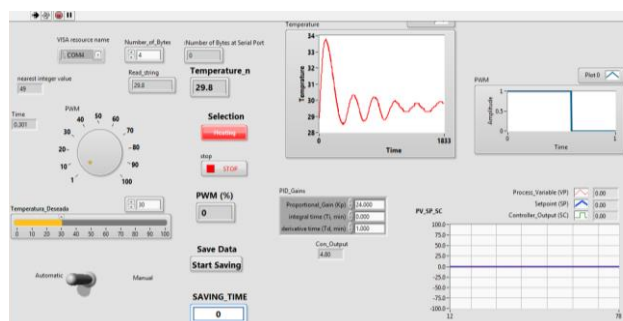 VISA resource name
COM4
Number_of_Bytes
4
Number of Bytes at Serial Port
0
nearest integer value
49
Read_string
29.8
Temperature_n
29.8
Time
0.301
PWM
1
10
20
30
40
50
60
70
80
90
100
Selection
Heating
stop
STOP
Temperatura_Deseada
30
0 10 20 30 40 50 60 70 80 90 100
PWM (%)
0
Save Data
Start Saving
Automatic
Manual
SAVING_TIME
0
Temperature
Temperature
34
33
32
31
30
29
28
0
1833
Time
PWM
Plot 0
Amplitude
1
0.5
0
0
1
Time
PID_Gains
Proportional_Gain (Kp) 24.000
integral time (Ti, min) 0.000
derivative time (Td, min) 1.000
Con_Output
4.80
PV_SP_SC
Process_Variable (VP) 0.00
Setpoint (SP) 0.00
Controller_Output (SC) 0.00
100.0
75.0
50.0
25.0
0.0
-25.0
-50.0
-75.0
-100.0
12
78